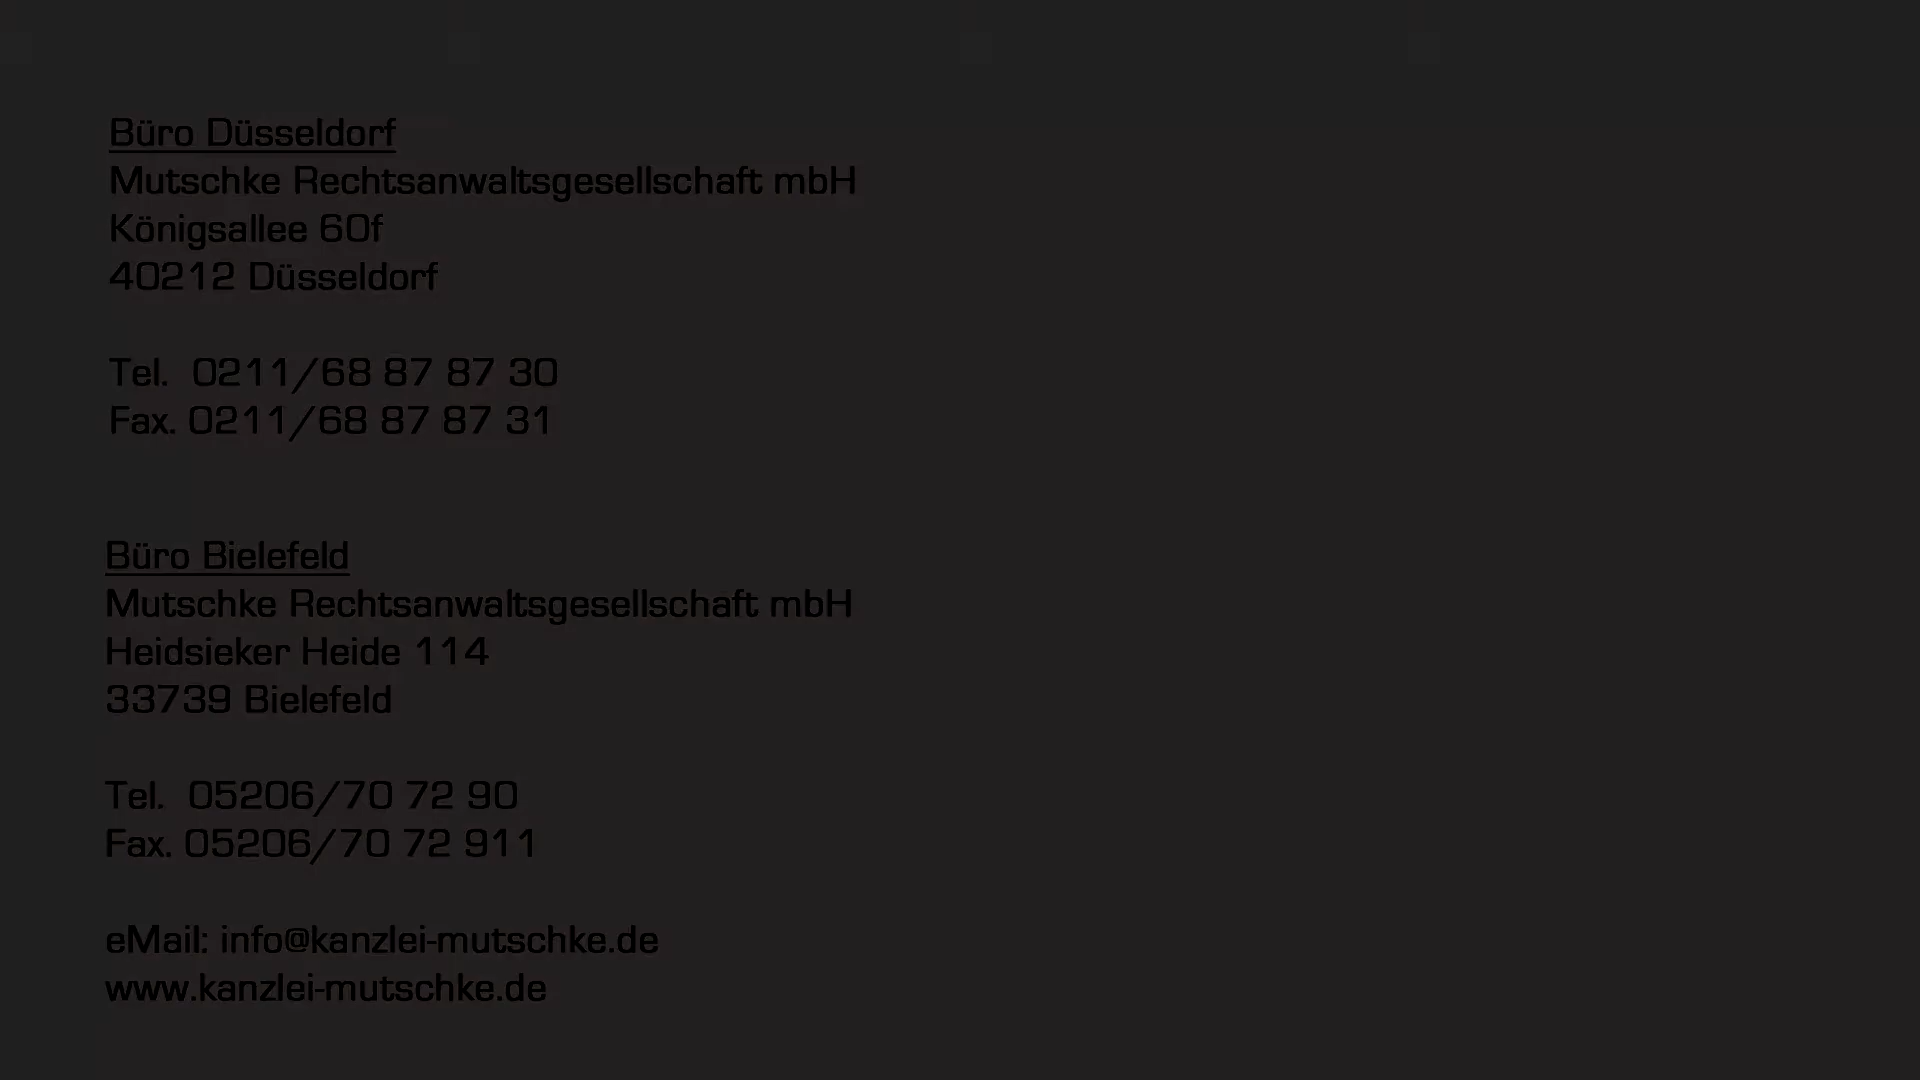 Büro Düsseldorf
Mutschke Rechtsanwaltsgesellschaft mbH
Königsallee 60f
40212 Düsseldorf
Tel. 0211/68 87 87 30
Fax. 0211/68 87 87 31
Büro Bielefeld
Mutschke Rechtsanwaltsgesellschaft mbH
Heidsieker Heide 114
33739 Bielefeld
Tel. 05206/70 72 90
Fax. 05206/70 72 911
eMail: info@kanzlei-mutschke.de
www.kanzlei-mutschke.de